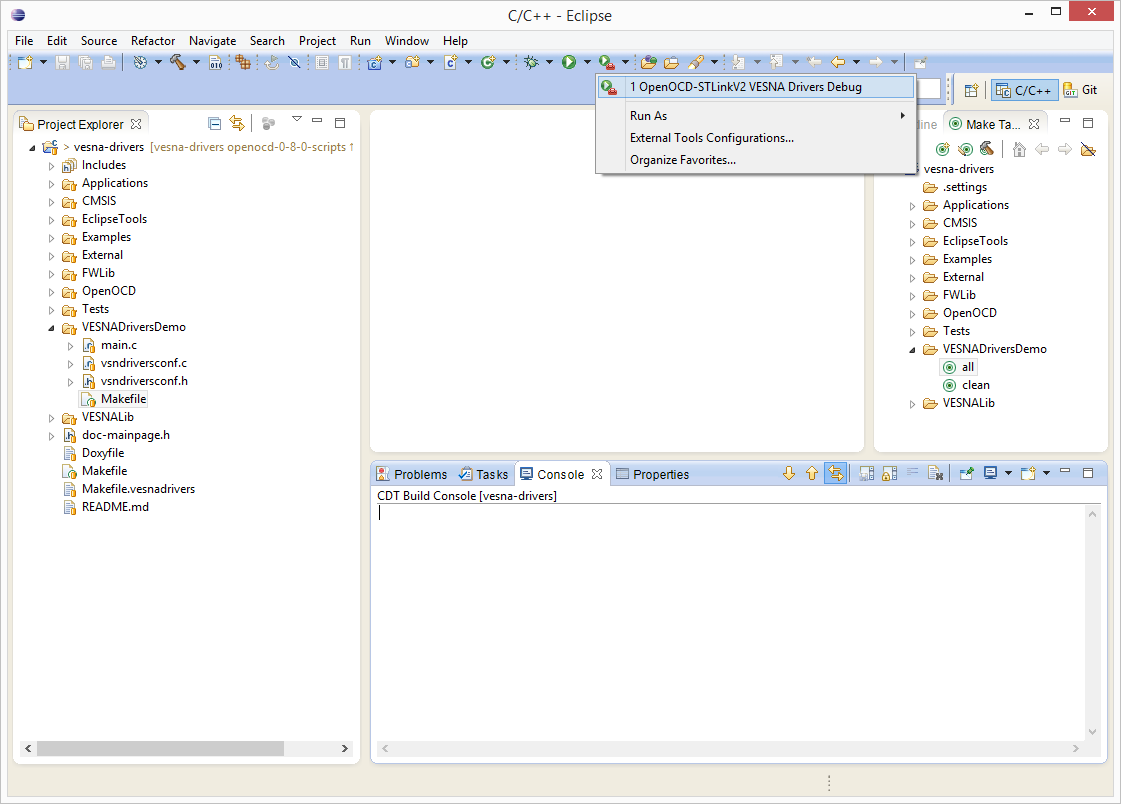 C/C++ - Eclipse
File Edit Source Refactor Navigate Search Project Run Window Help
1 OpenOCD-STLinkV2 VESNA Drivers Debug
Run As
External Tools Configurations...
Organize Favorites...
C/C++ Git
Project Explorer
> vesna-drivers [vesna-drivers openocd-0-8-0-scripts ↑
Includes
Applications
CMSIS
EclipseTools
Examples
External
FWLib
OpenOCD
Tests
VESNADriversDemo
main.c
vsndriversconf.c
vsndriversconf.h
Makefile
VESNALib
doc-mainpage.h
Doxyfile
Makefile
Makefile.vesnadrivers
README.md
line Make Ta...
vesna-drivers
.settings
Applications
CMSIS
EclipseTools
Examples
External
FWLib
OpenOCD
Tests
VESNADriversDemo
all
clean
VESNALib
Problems Tasks Console Properties
CDT Build Console [vesna-drivers]